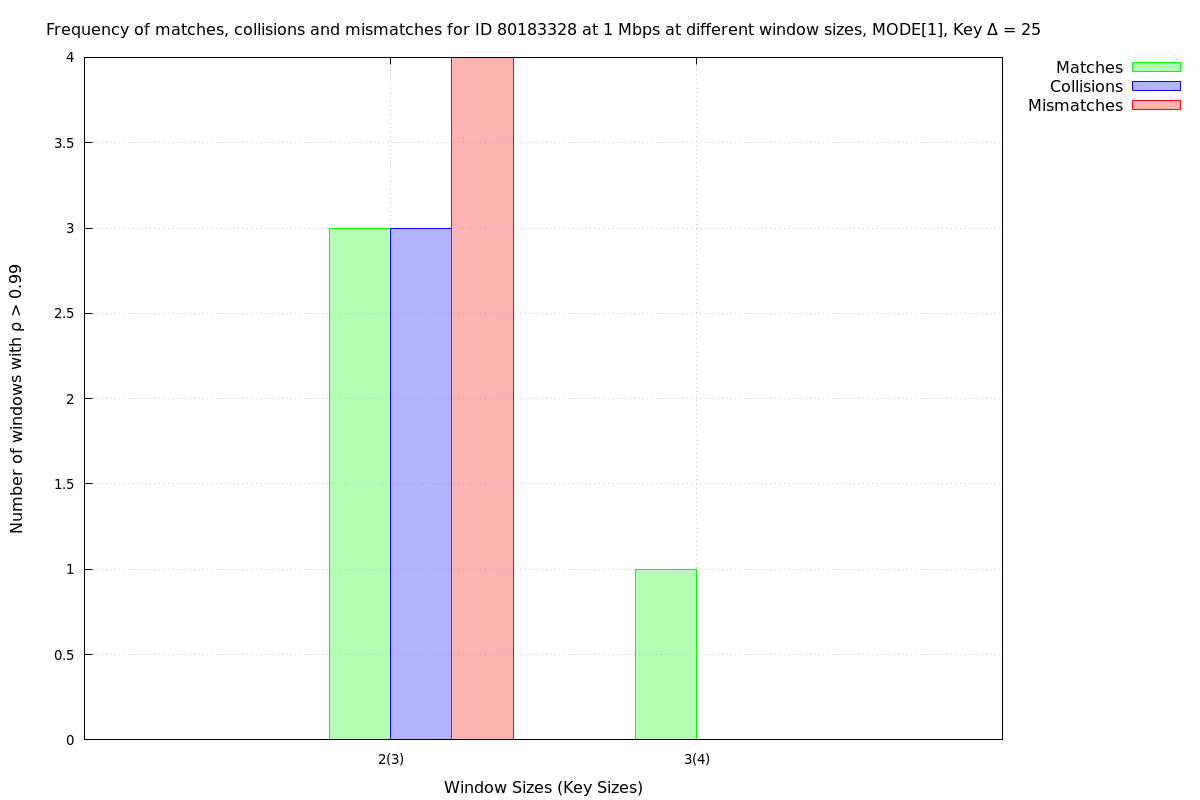 Frequency of matches, collisions and mismatches for ID 80183328 at 1 Mbps at different window sizes, MODE[1], Key Δ = 25
Matches
Collisions
Mismatches
Number of windows with ρ > 0.99
4
3.5
3
2.5
2
1.5
1
0.5
0
2(3)
3(4)
Window Sizes (Key Sizes)